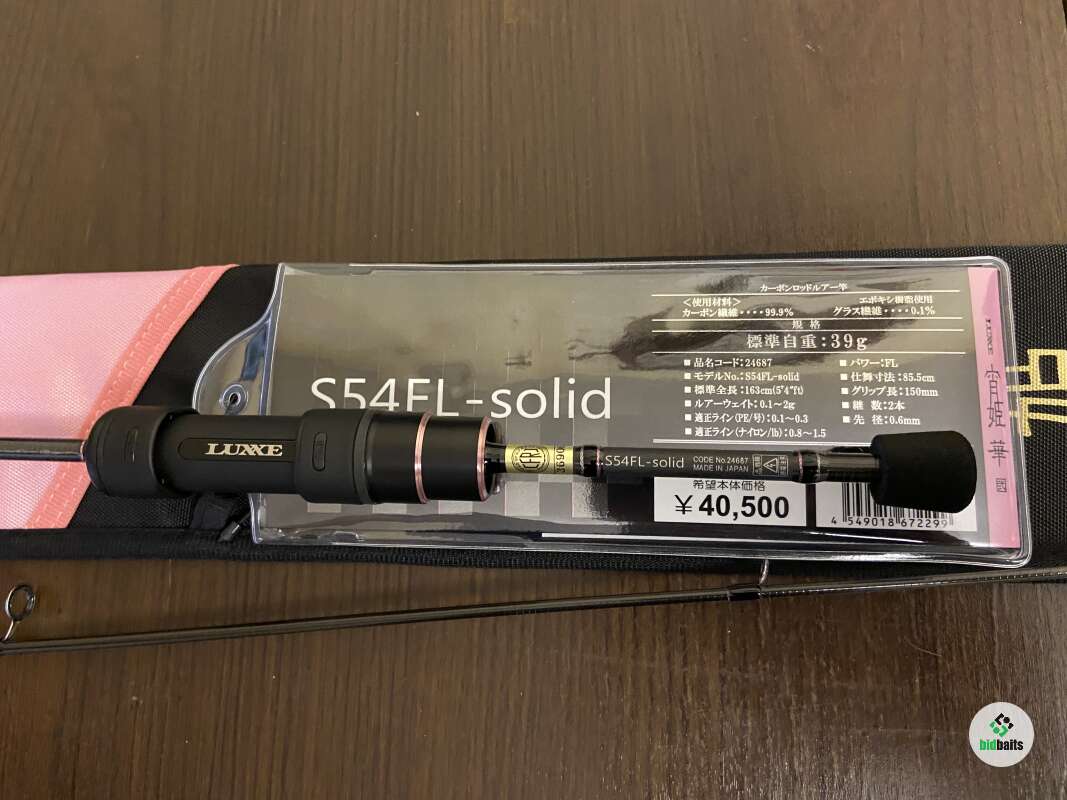 カーボンロッドルアー竿
<使用材料> エポキシ樹脂使用
カーボン繊維・・・・99.9% グラス繊維・・・・0.1%
規格
標準自重:39g
■品名コード:24687 ■パワー:FL
■モデルNo.:S54FL-solid ■仕舞寸法:85.5cm
■標準全長:163cm(5'4"ft) ■グリップ長:150mm
■ルアーウェイト:0.1~2g ■継数:2本
■適正ライン(PE/号):0.1~0.3 ■先径:0.6mm
■適正ライン(ナイロン/lb):0.8~1.5
S54FL-solid
LUXXE
宵姫 華
国
LUXXE
S54FL-solid
CODE No.24687
MADE IN JAPAN
希望本体価格
¥40,500
4 549018 672299
bidbaits